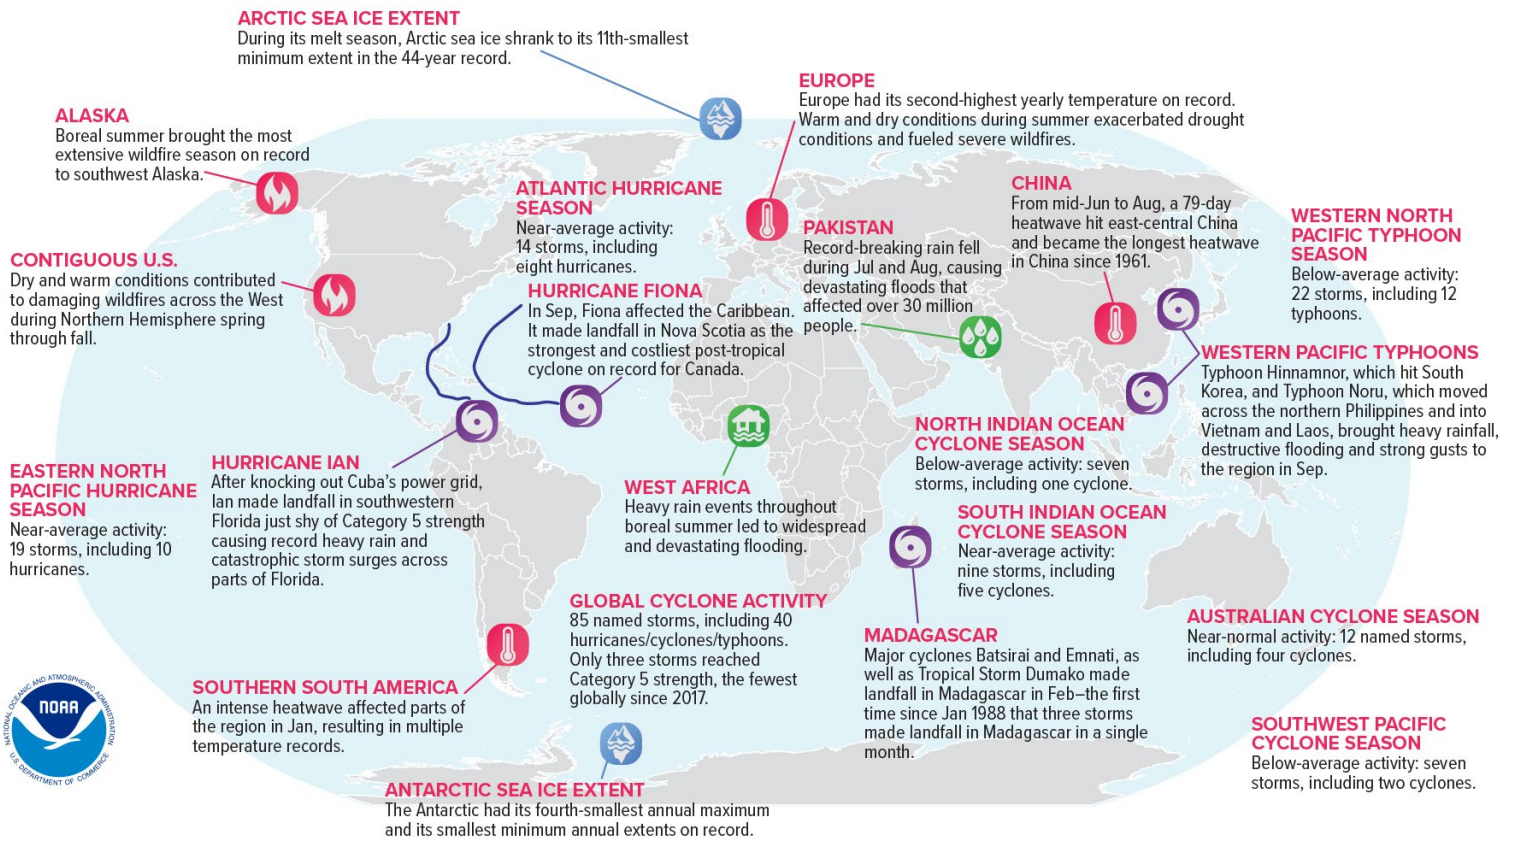 ARCTIC SEA ICE EXTENT
During its melt season, Arctic sea ice shrank to its 11th-smallest
minimum extent in the 44-year record.
EUROPE
Europe had its second-highest yearly temperature on record.
Warm and dry conditions during summer exacerbated drought
conditions and fueled severe wildfires.
ALASKA
Boreal summer brought the most
extensive wildfire season on record
to southwest Alaska.
ATLANTIC HURRICANE
SEASON
Near-average activity:
14 storms, including
eight hurricanes.
CHINA
From mid-Jun to Aug, a 79-day
heatwave hit east-central China
and became the longest heatwave
in China since 1961.
PAKISTAN
Record-breaking rain fell
during Jul and Aug, causing
devastating floods that
affected over 30 million
people.
WESTERN NORTH
PACIFIC TYPHOON
SEASON
Below-average activity:
22 storms, including 12
typhoons.
CONTIGUOUS U.S.
Dry and warm conditions contributed
to damaging wildfires across the West
during Northern Hemisphere spring
through fall.
HURRICANE FIONA
In Sep, Fiona affected the Caribbean.
It made landfall in Nova Scotia as the
strongest and costliest post-tropical
cyclone on record for Canada.
WESTERN PACIFIC TYPHOONS
Typhoon Hinnamnor, which hit South
Korea, and Typhoon Noru, which moved
across the northern Philippines and into
Vietnam and Laos, brought heavy rainfall,
destructive flooding and strong gusts to
the region in Sep.
NORTH INDIAN OCEAN
CYCLONE SEASON
Below-average activity: seven
storms, including one cyclone.
EASTERN NORTH
PACIFIC HURRICANE
SEASON
Near-average activity:
19 storms, including 10
hurricanes.
HURRICANE IAN
After knocking out Cuba's power grid,
Ian made landfall in southwestern
Florida just shy of Category 5 strength
causing record heavy rain and
catastrophic storm surges across
parts of Florida.
WEST AFRICA
Heavy rain events throughout
boreal summer led to widespread
and devastating flooding.
SOUTH INDIAN OCEAN
CYCLONE SEASON
Near-average activity:
nine storms, including
five cyclones.
GLOBAL CYCLONE ACTIVITY
85 named storms, including 40
hurricanes/cyclones/typhoons.
Only three storms reached
Category 5 strength, the fewest
globally since 2017.
MADAGASCAR
Major cyclones Batsirai and Emnati, as
well as Tropical Storm Dumako made
landfall in Madagascar in Feb–the first
time since Jan 1988 that three storms
made landfall in Madagascar in a single
month.
AUSTRALIAN CYCLONE SEASON
Near-normal activity: 12 named storms,
including four cyclones.
SOUTHERN SOUTH AMERICA
An intense heatwave affected parts of
the region in Jan, resulting in multiple
temperature records.
SOUTHWEST PACIFIC
CYCLONE SEASON
Below-average activity: seven
storms, including two cyclones.
ANTARCTIC SEA ICE EXTENT
The Antarctic had its fourth-smallest annual maximum
and its smallest minimum annual extents on record.
NATIONAL OCEANIC AND ATMOSPHERIC ADMINISTRATION
NOAA
U.S. DEPARTMENT OF COMMERCE